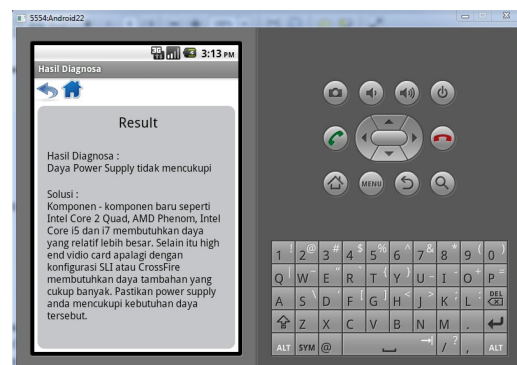 5554:Android22
3G
3:13 PM
Hasil Diagnosa
Result
Hasil Diagnosa :
Daya Power Supply tidak mencukupi
Solusi :
Komponen - komponen baru seperti
Intel Core 2 Quad, AMD Phenom, Intel
Core i5 dan i7 membutuhkan daya
yang relatif lebih besar. Selain itu high
end vidio card apalagi dengan
konfigurasi SLI atau CrossFire
membutuhkan daya tambahan yang
cukup banyak. Pastikan power supply
anda mencukupi kebutuhan daya
tersebut.
MENU
1 ! 2 @ 3 # 4 $ 5 % 6 ^ 7 & 8 * 9 ( 0 )
Q | W ~ E " R ` T { Y } U _ I - O + P =
A S \ D ' F [ G ] H < J > K ; L : DEL
Z X C V B N M .
ALT SYM @ / ? , ALT